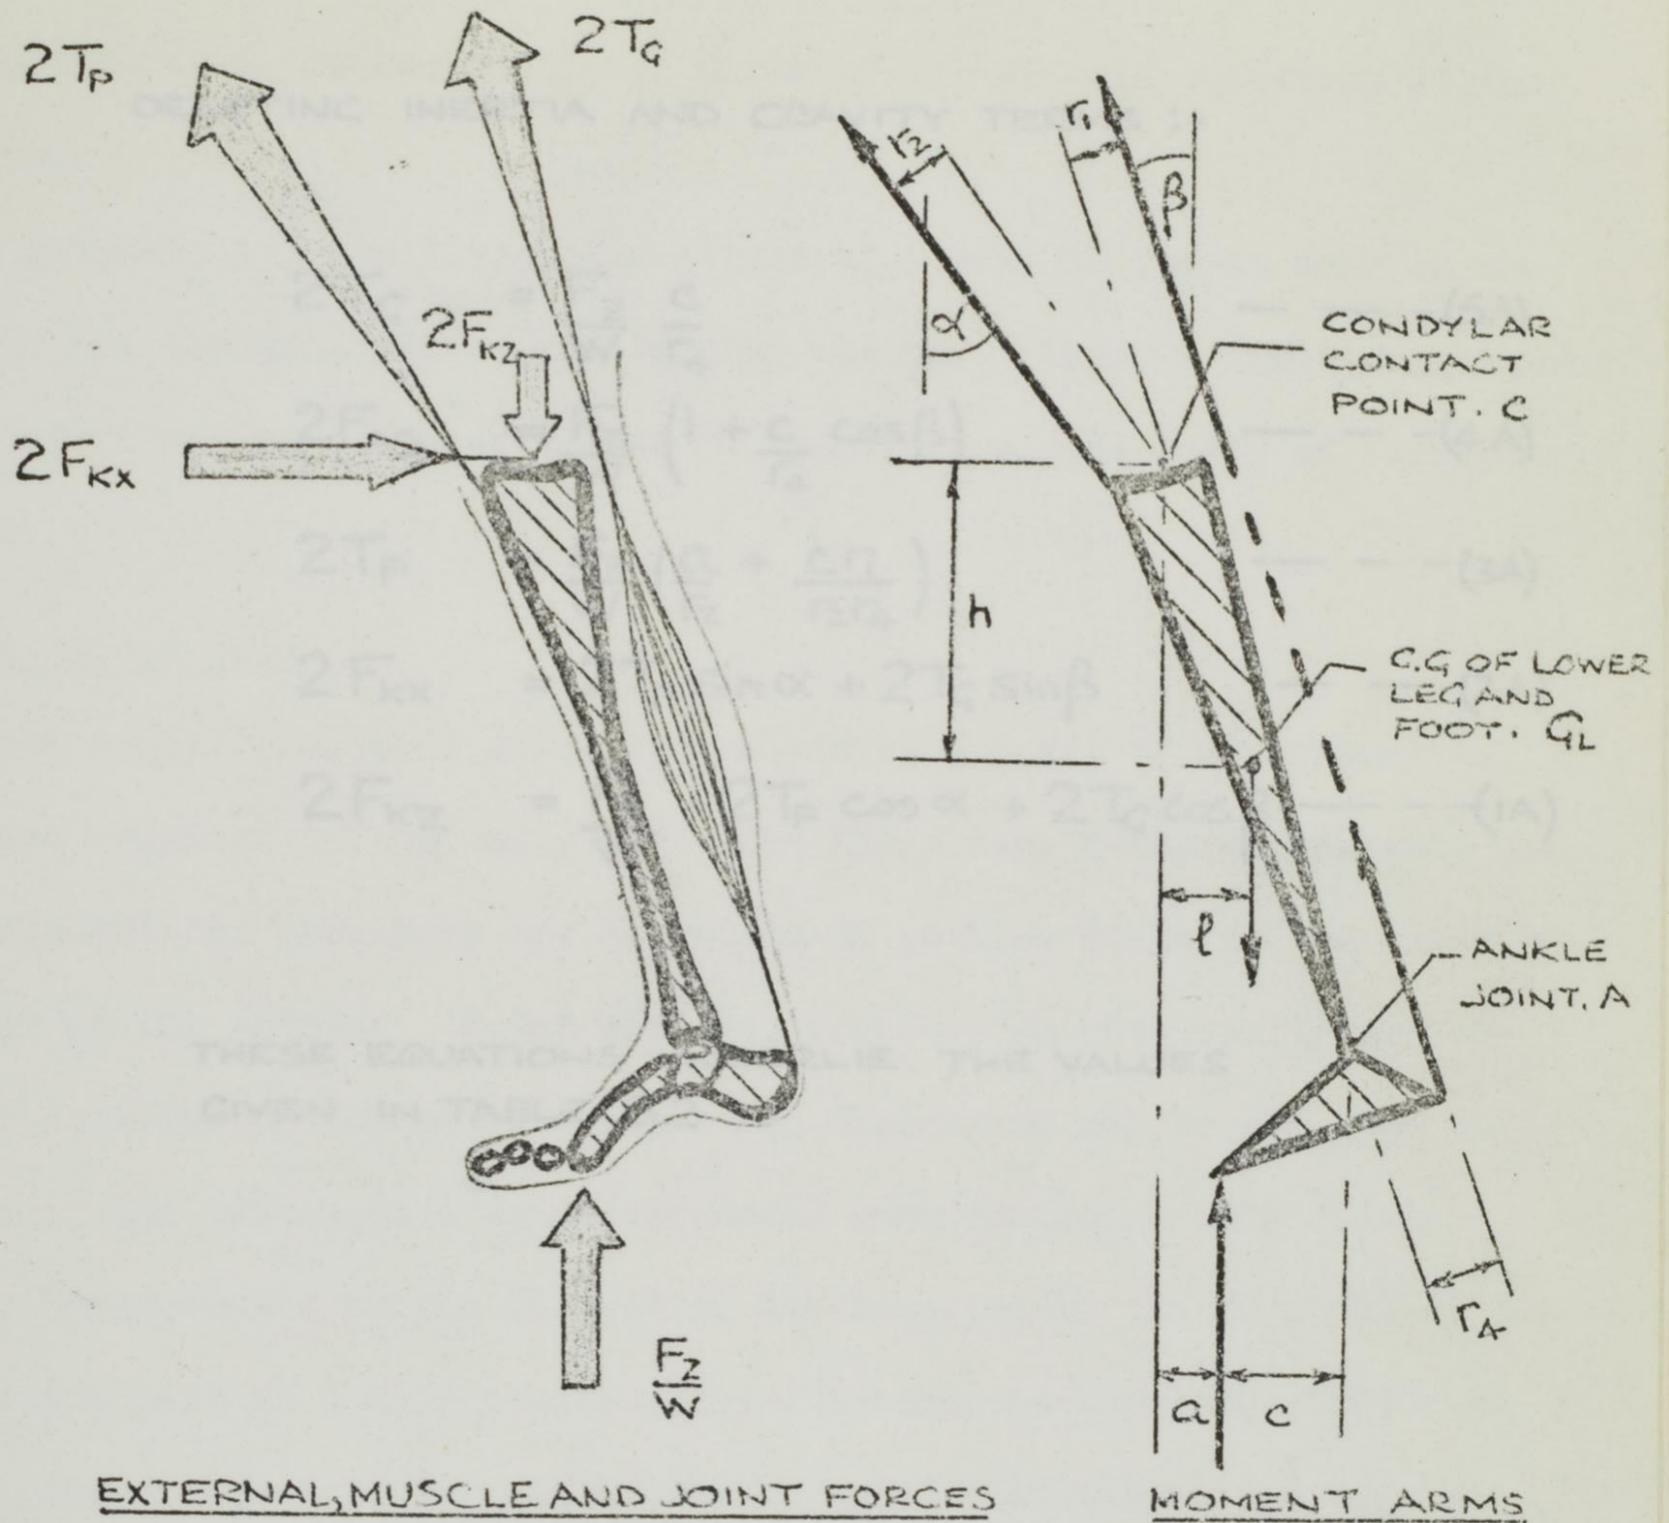 2Tp
2TG
2FKZ
2FKX
FZ
W
EXTERNAL, MUSCLE AND JOINT FORCES
r2
r1
β
α
CONDYLAR
CONTACT
POINT. C
h
C.G OF LOWER
LEG AND
FOOT. GL
l
ANKLE
JOINT. A
rA
a
c
MOMENT ARMS